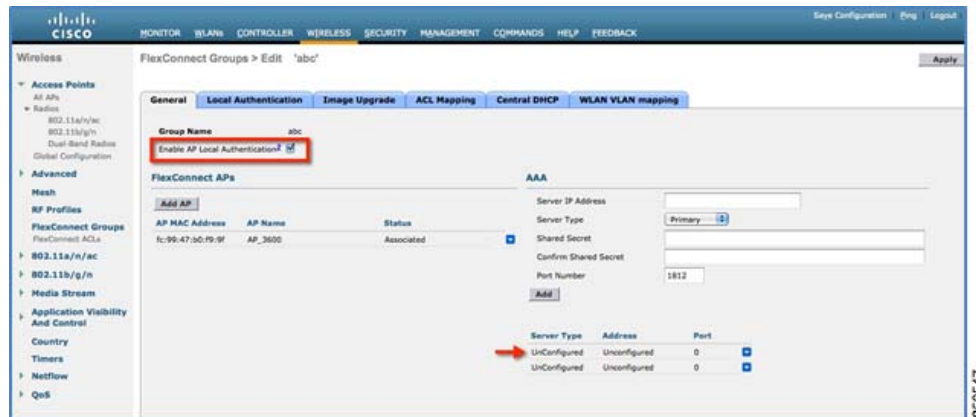 Save Configuration Ping Logout
CISCO
MONITOR WLANs CONTROLLER WIRELESS SECURITY MANAGEMENT COMMANDS HELP FEEDBACK
Wireless
FlexConnect Groups > Edit 'abc'
Apply
Access Points
All APs
Radios
802.11a/n/ac
802.11b/g/n
Dual-Band Radios
Global Configuration
Advanced
Mesh
RF Profiles
FlexConnect Groups
FlexConnect ACLs
802.11a/n/ac
802.11b/g/n
Media Stream
Application Visibility And Control
Country
Timers
Netflow
QoS
General Local Authentication Image Upgrade ACL Mapping Central DHCP WLAN VLAN mapping
Group Name abc
Enable AP Local Authentication2
FlexConnect APs
Add AP
AP MAC Address AP Name Status
fc:99:47:b0:f9:9f AP_3600 Associated
AAA
Server IP Address
Server Type Primary
Shared Secret
Confirm Shared Secret
Port Number 1812
Add
Server Type Address Port
UnConfigured Unconfigured 0
UnConfigured Unconfigured 0